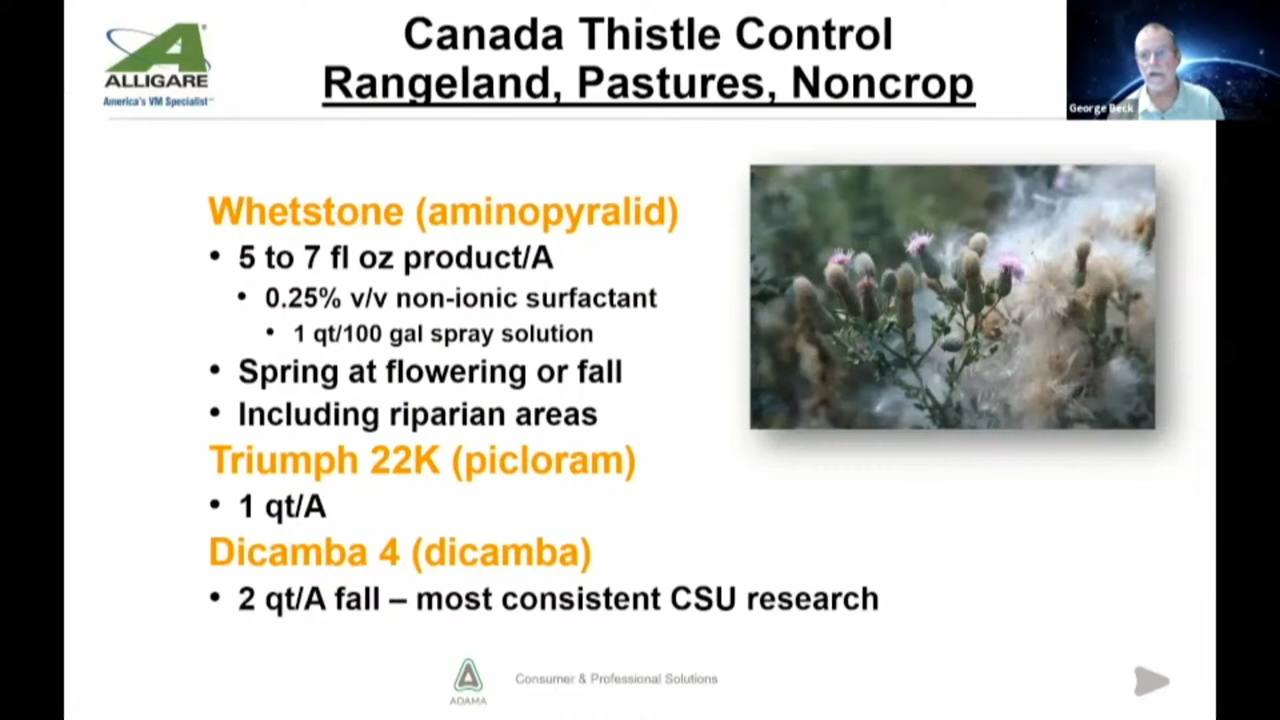 ALLIGARE
America's VM Specialist℠
Canada Thistle Control
Rangeland, Pastures, Noncrop
George Beck
Whetstone (aminopyralid)
• 5 to 7 fl oz product/A
• 0.25% v/v non-ionic surfactant
• 1 qt/100 gal spray solution
• Spring at flowering or fall
• Including riparian areas
Triumph 22K (picloram)
• 1 qt/A
Dicamba 4 (dicamba)
• 2 qt/A fall – most consistent CSU research
ADAMA
Consumer & Professional Solutions